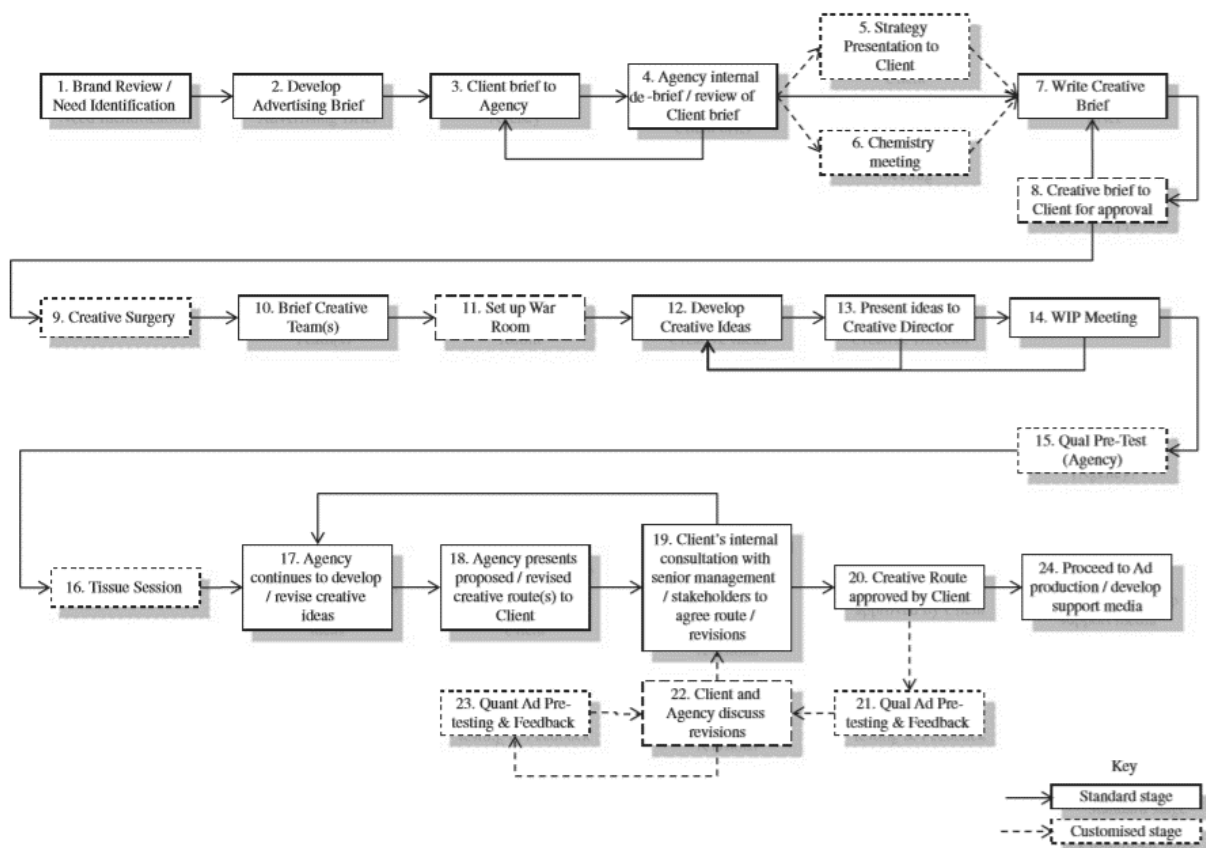 1. Brand Review /
Need Identification
2. Develop
Advertising Brief
3. Client brief to
Agency
4. Agency internal
de-brief / review of
Client brief
5. Strategy
Presentation to
Client
6. Chemistry
meeting
7. Write Creative
Brief
8. Creative brief to
Client for approval
9. Creative Surgery
10. Brief Creative
Team(s)
11. Set up War
Room
12. Develop
Creative Ideas
13. Present ideas to
Creative Director
14. WIP Meeting
15. Qual Pre-Test
(Agency)
16. Tissue Session
17. Agency
continues to develop
/ revise creative
ideas
18. Agency presents
proposed / revised
creative route(s) to
Client
19. Client's internal
consultation with
senior management
/ stakeholders to
agree route /
revisions
20. Creative Route
approved by Client
24. Proceed to Ad
production / develop
support media
23. Quant Ad Pre-
testing & Feedback
22. Client and
Agency discuss
revisions
21. Qual Ad Pre-
testing & Feedback
Key
Standard stage
Customised stage